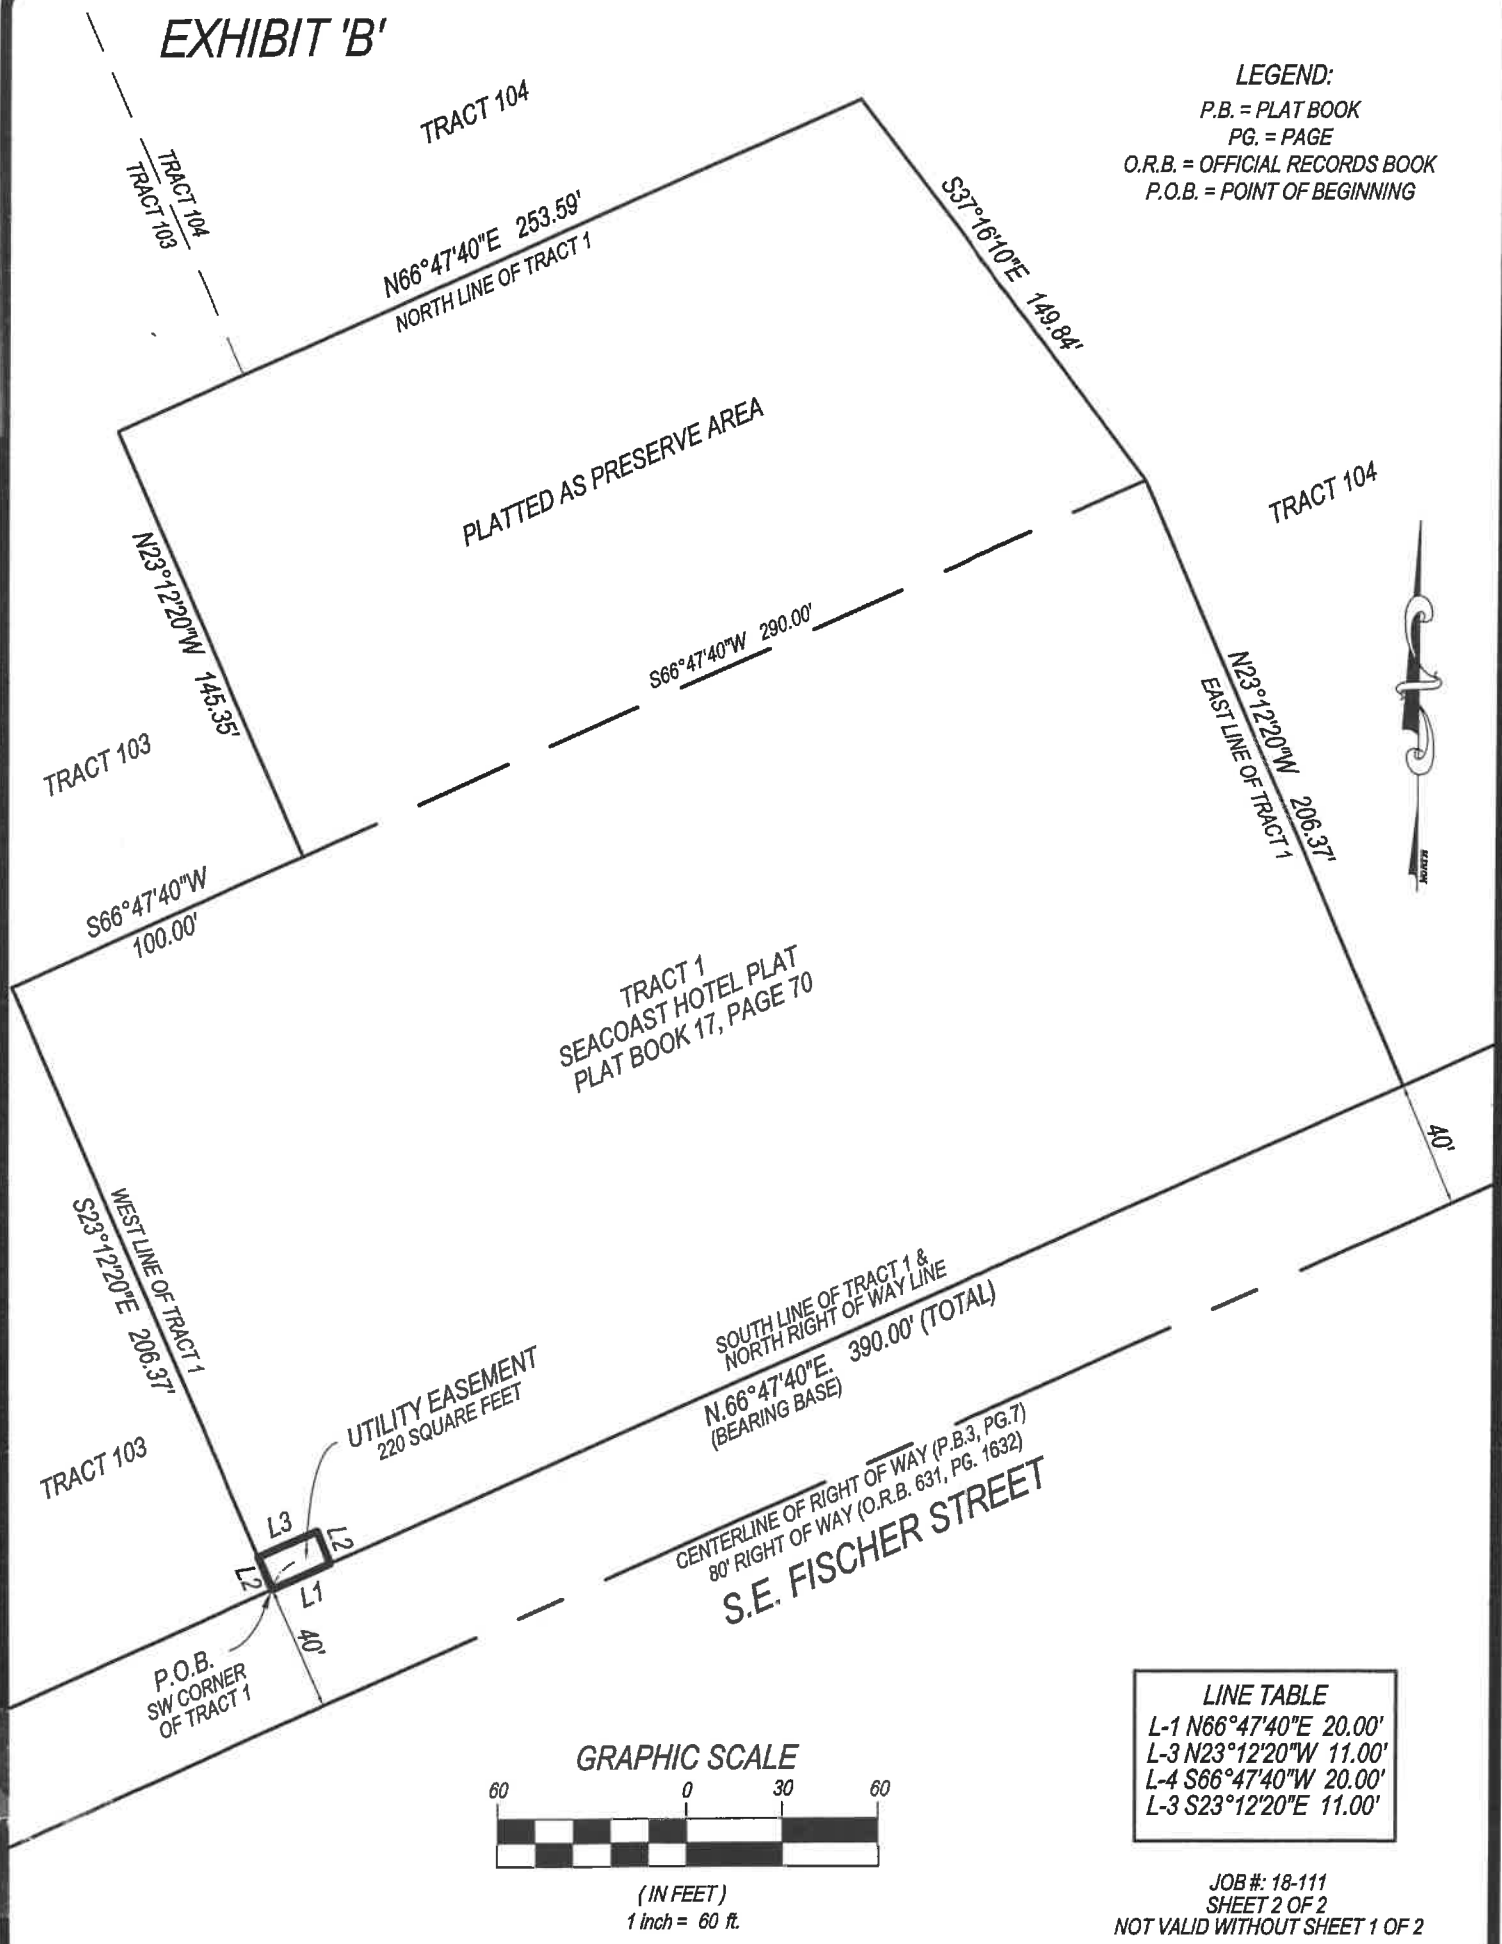 EXHIBIT 'B'
LEGEND:
P.B. = PLAT BOOK
PG. = PAGE
O.R.B. = OFFICIAL RECORDS BOOK
P.O.B. = POINT OF BEGINNING
TRACT 104
TRACT 104
TRACT 103
N66°47'40"E 253.59'
NORTH LINE OF TRACT 1
S37°16'10"E 149.84'
PLATTED AS PRESERVE AREA
TRACT 104
N23°12'20"W 145.35'
S66°47'40"W 290.00'
N23°12'20"W 206.37'
EAST LINE OF TRACT 1
TRACT 103
S66°47'40"W
100.00'
TRACT 1
SEACOAST HOTEL PLAT
PLAT BOOK 17, PAGE 70
40'
WEST LINE OF TRACT 1
S23°12'20"E 206.37'
SOUTH LINE OF TRACT 1 &
NORTH RIGHT OF WAY LINE
N.66°47'40"E. 390.00' (TOTAL)
(BEARING BASE)
UTILITY EASEMENT
220 SQUARE FEET
TRACT 103
CENTERLINE OF RIGHT OF WAY (P.B.3, PG.7)
80' RIGHT OF WAY (O.R.B. 631, PG. 1632)
S.E. FISCHER STREET
L3
L2
L2
L1
40'
P.O.B.
SW CORNER
OF TRACT 1
GRAPHIC SCALE
60 0 30 60
( IN FEET )
1 inch = 60 ft.
LINE TABLE
L-1 N66°47'40"E 20.00'
L-3 N23°12'20"W 11.00'
L-4 S66°47'40"W 20.00'
L-3 S23°12'20"E 11.00'
JOB #: 18-111
SHEET 2 OF 2
NOT VALID WITHOUT SHEET 1 OF 2